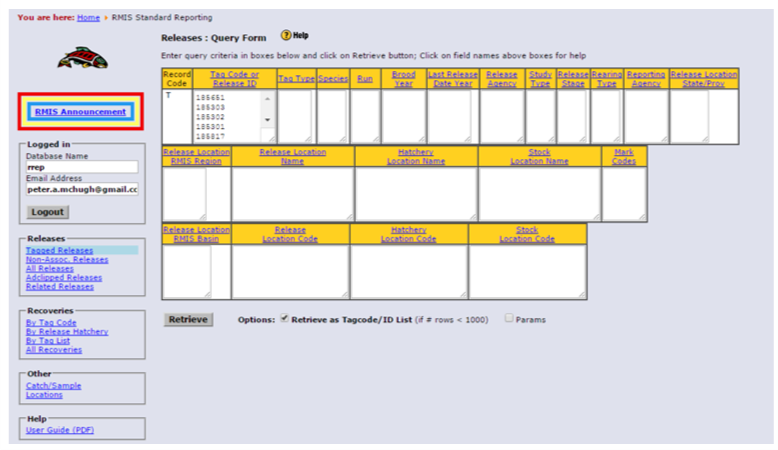 You are here: Home › RMIS Standard Reporting
RMIS Announcement
Logged in
Database Name
rrep
Email Address
peter.a.mchugh@gmail.cc
Logout
Releases
Tagged Releases
Non-Assoc. Releases
All Releases
Adclipped Releases
Related Releases
Recoveries
By Tag Code
By Release Hatchery
By Tag List
All Recoveries
Other
Catch/Sample
Locations
Help
User Guide (PDF)
Releases : Query Form ? Help
Enter query criteria in boxes below and click on Retrieve button; Click on field names above boxes for help
Record Code
Tag Code or Release ID
Tag Type
Species
Run
Brood Year
Last Release Date Year
Release Agency
Study Type
Release Stage
Rearing Type
Reporting Agency
Release Location State/Prov
T
185651
185303
185302
185301
185817
Release Location RMIS Region
Release Location Name
Hatchery Location Name
Stock Location Name
Mark Codes
Release Location RMIS Basin
Release Location Code
Hatchery Location Code
Stock Location Code
Retrieve
Options: Retrieve as Tagcode/ID List (if # rows < 1000) Params